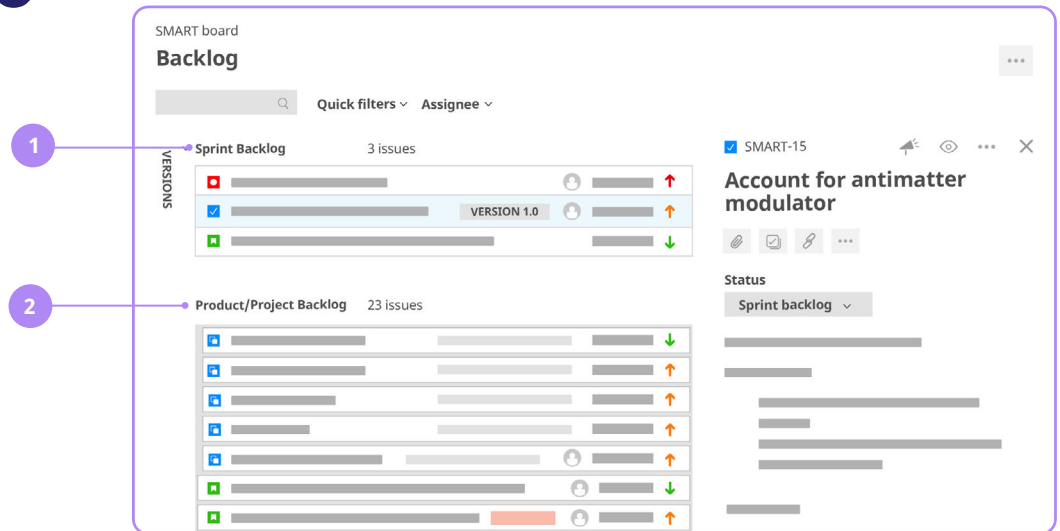 SMART board
Backlog
Quick filters Assignee
1
VERSIONS
Sprint Backlog 3 issues
VERSION 1.0
2
Product/Project Backlog 23 issues
SMART-15
Account for antimatter
modulator
Status
Sprint backlog